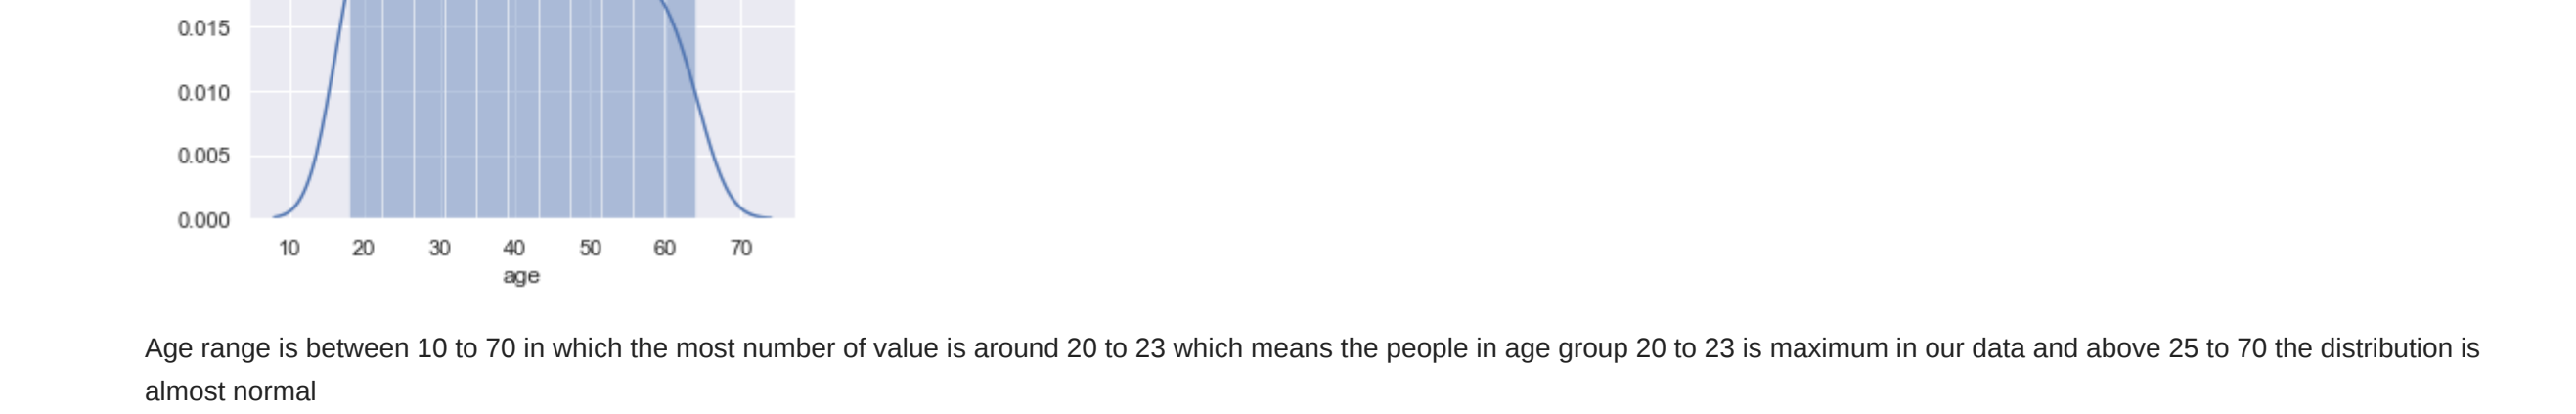 0.015
0.010
0.005
0.000
10 20 30 40 50 60 70
age
Age range is between 10 to 70 in which the most number of value is around 20 to 23 which means the people in age group 20 to 23 is maximum in our data and above 25 to 70 the distribution is
almost normal